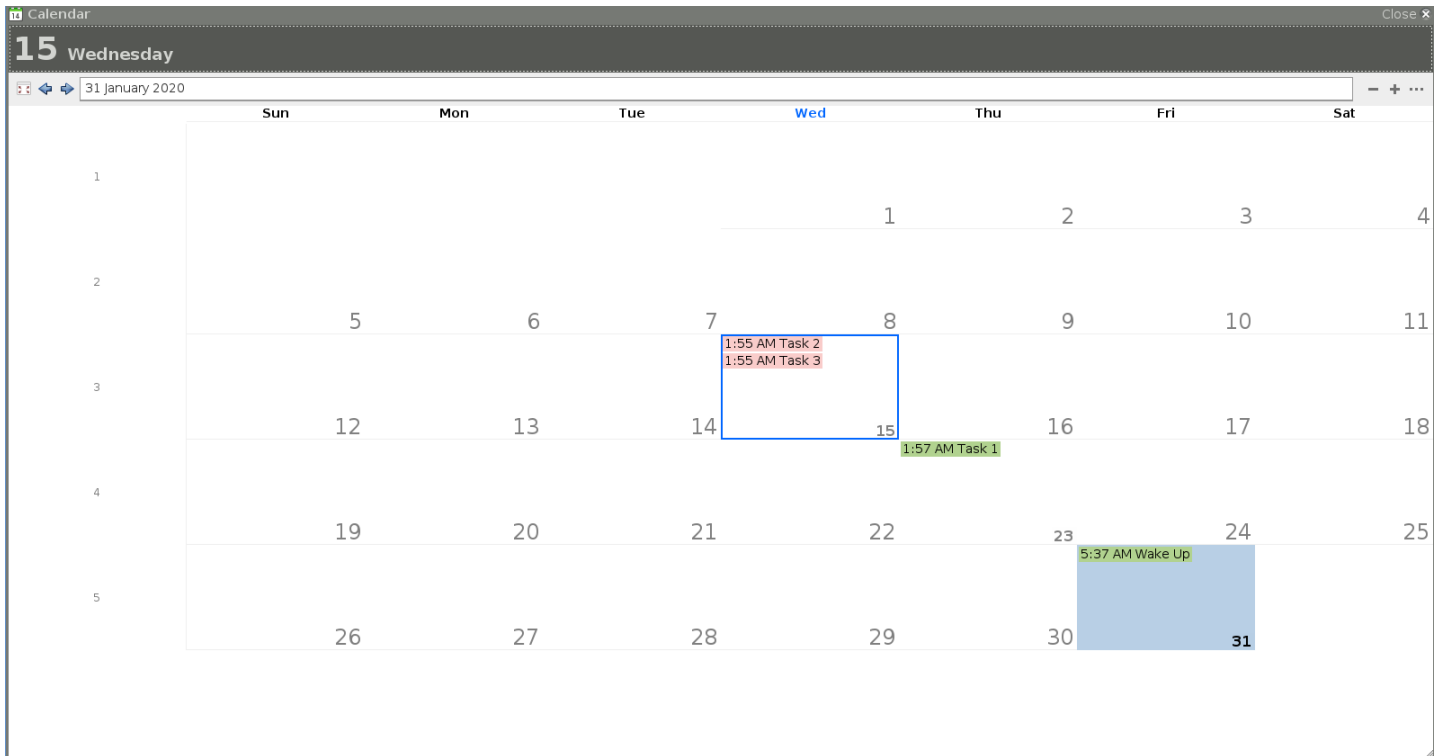 14 Calendar Close ×
15 Wednesday
31 January 2020 − + ···
Sun Mon Tue Wed Thu Fri Sat
1
1 2 3 4
2
5 6 7 8 9 10 11
1:55 AM Task 2
1:55 AM Task 3
3
12 13 14 15 16 17 18
1:57 AM Task 1
4
19 20 21 22 23 24 25
5:37 AM Wake Up
5
26 27 28 29 30 31